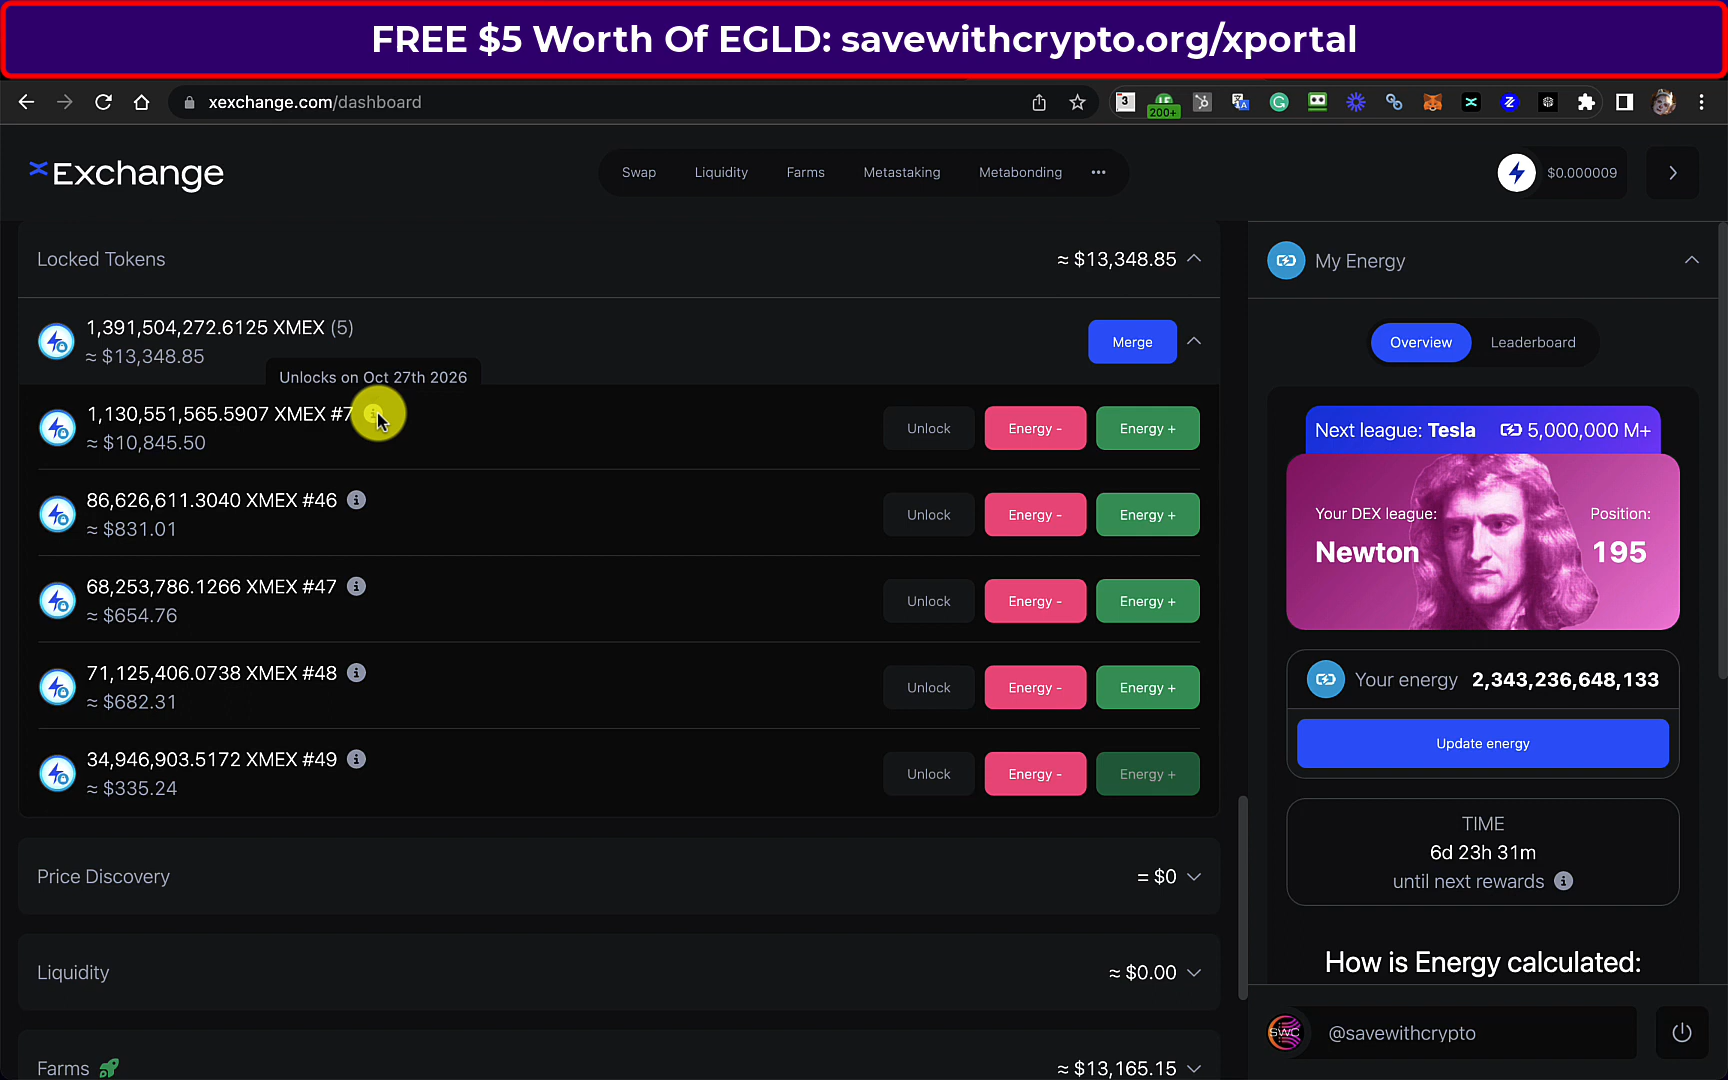 FREE $5 Worth Of EGLD: savewithcrypto.org/xportal
xexchange.com/dashboard
3
200+
Exchange
Swap
Liquidity
Farms
Metastaking
Metabonding
$0.000009
Locked Tokens
≈ $13,348.85
My Energy
1,391,504,272.6125 XMEX (5)
≈ $13,348.85
Merge
Overview
Leaderboard
Unlocks on Oct 27th 2026
1,130,551,565.5907 XMEX #7
≈ $10,845.50
Unlock
Energy -
Energy +
Next league: Tesla
5,000,000 M+
86,626,611.3040 XMEX #46
≈ $831.01
Unlock
Energy -
Energy +
Your DEX league:
Newton
Position:
195
68,253,786.1266 XMEX #47
≈ $654.76
Unlock
Energy -
Energy +
71,125,406.0738 XMEX #48
≈ $682.31
Unlock
Energy -
Energy +
Your energy 2,343,236,648,133
Update energy
34,946,903.5172 XMEX #49
≈ $335.24
Unlock
Energy -
Energy +
TIME
6d 23h 31m
until next rewards
Price Discovery
= $0
How is Energy calculated:
Liquidity
≈ $0.00
SWC
@savewithcrypto
Farms
≈ $13,165.15